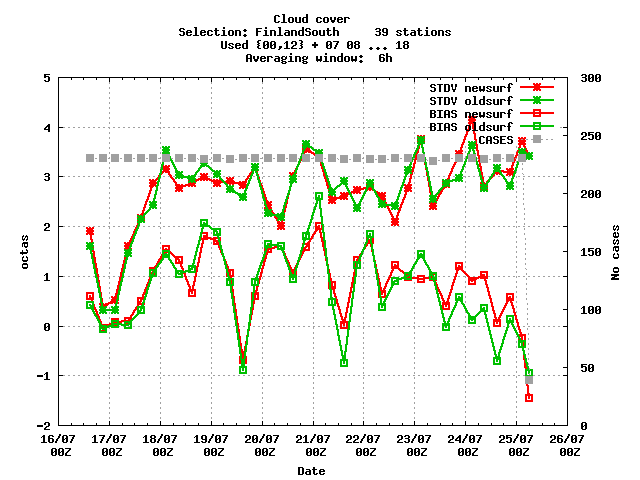 Cloud cover
Selection: FinlandSouth 39 stations
Used {00,12} + 07 08 ... 18
Averaging window: 6h
STDV newsurf
STDV oldsurf
BIAS newsurf
BIAS oldsurf
CASES
5
4
3
2
1
0
-1
-2
octas
300
250
200
150
100
50
0
No cases
16/07 17/07 18/07 19/07 20/07 21/07 22/07 23/07 24/07 25/07 26/07
00Z 00Z 00Z 00Z 00Z 00Z 00Z 00Z 00Z 00Z 00Z
Date